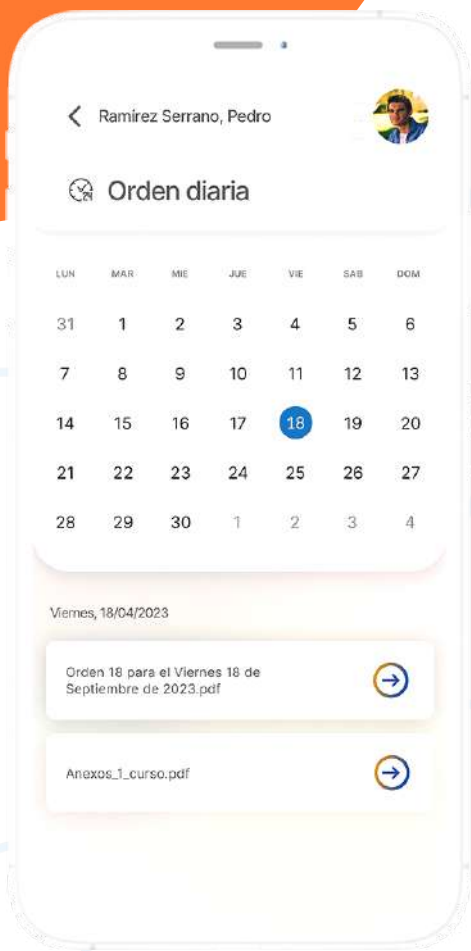 Ramírez Serrano, Pedro
Orden diaria
LUN MAR MIE JUE VIE SAB DOM
31 1 2 3 4 5 6
7 8 9 10 11 12 13
14 15 16 17 18 19 20
21 22 23 24 25 26 27
28 29 30 1 2 3 4
Viernes, 18/04/2023
Orden 18 para el Viernes 18 de
Septiembre de 2023.pdf
Anexos_1_curso.pdf